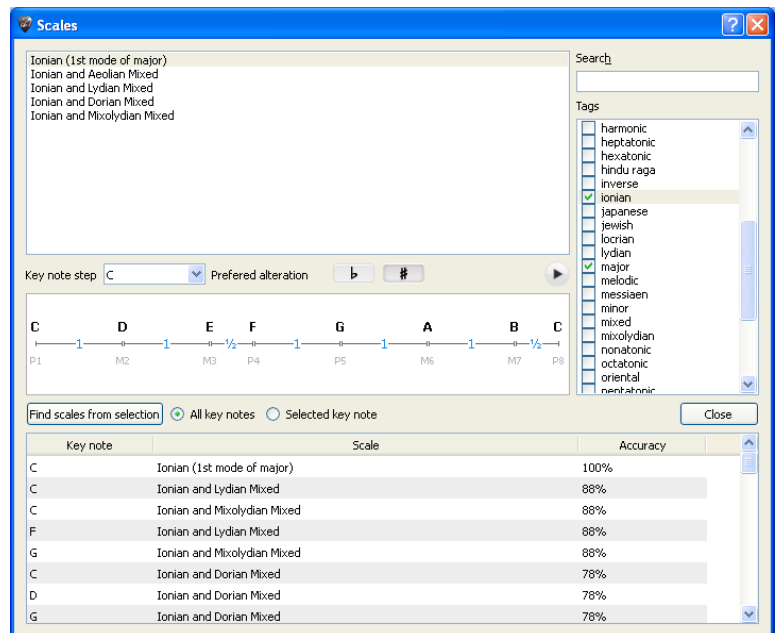 Scales
Ionian (1st mode of major)
Ionian and Aeolian Mixed
Ionian and Lydian Mixed
Ionian and Dorian Mixed
Ionian and Mixolydian Mixed
Search
Tags
harmonic
heptatonic
hexatonic
hindu raga
inverse
ionian
japanese
jewish
locrian
lydian
major
melodic
messiaen
minor
mixed
mixolydian
nonatonic
octatonic
oriental
pentatonic
Key note step C Prefered alteration ♭ #
C D E F G A B C
1 1 ½ 1 1 1 ½
P1 M2 M3 P4 P5 M6 M7 P8
Find scales from selection All key notes Selected key note Close
Key note Scale Accuracy
C Ionian (1st mode of major) 100%
C Ionian and Lydian Mixed 88%
C Ionian and Mixolydian Mixed 88%
F Ionian and Lydian Mixed 88%
G Ionian and Mixolydian Mixed 88%
C Ionian and Dorian Mixed 78%
D Ionian and Dorian Mixed 78%
G Ionian and Dorian Mixed 78%